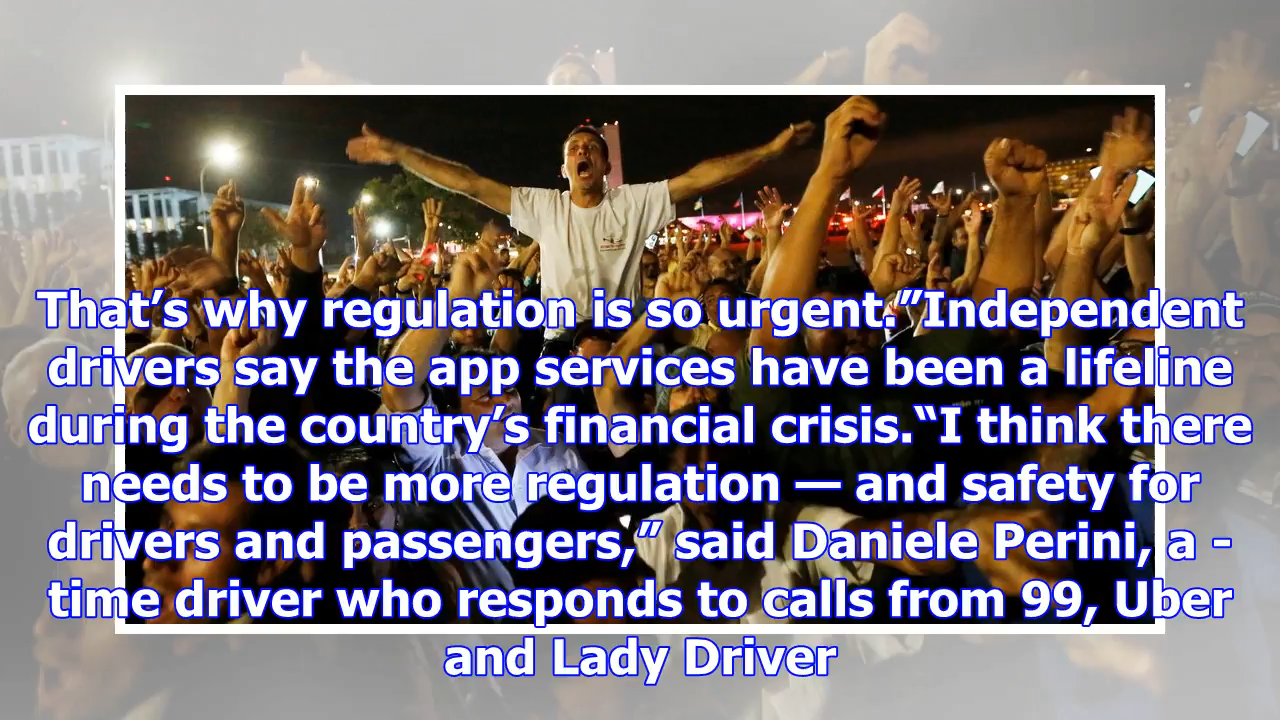 That’s why regulation is so urgent.”Independent
drivers say the app services have been a lifeline
during the country’s financial crisis.“I think there
needs to be more regulation — and safety for
drivers and passengers,” said Daniele Perini, a -
time driver who responds to calls from 99, Uber
and Lady Driver